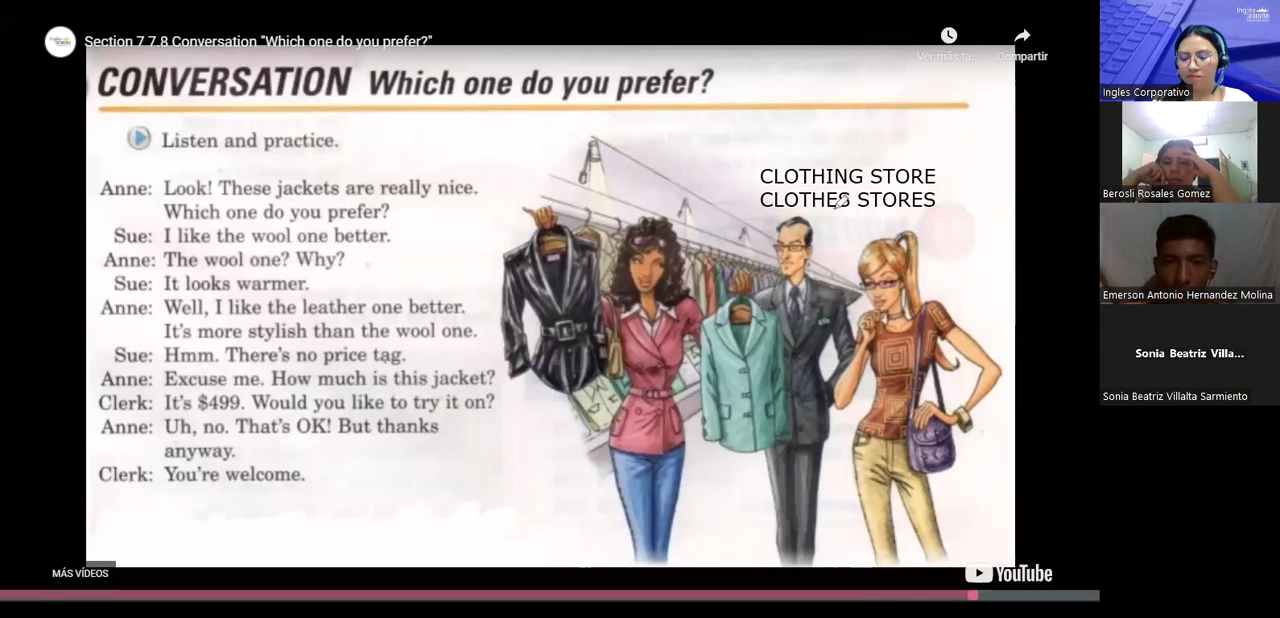 Section 7 7.8 Conversation "Which one do you prefer?"
Ver más ta...
Compartir
CONVERSATION Which one do you prefer?
Listen and practice.
Anne: Look! These jackets are really nice.
Which one do you prefer?
Sue: I like the wool one better.
Anne: The wool one? Why?
Sue: It looks warmer.
Anne: Well, I like the leather one better.
It's more stylish than the wool one.
Sue: Hmm. There's no price tag.
Anne: Excuse me. How much is this jacket?
Clerk: It's $499. Would you like to try it on?
Anne: Uh, no. That's OK! But thanks
anyway.
Clerk: You're welcome.
CLOTHING STORE
CLOTHES STORES
MÁS VÍDEOS
YouTube
Ingles
Ingles Corporativo
Berosli Rosales Gomez
Emerson Antonio Hernandez Molina
Sonia Beatriz Villa...
Sonia Beatriz Villalta Sarmiento